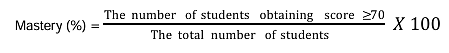 Mastery (%) = The number of students obtaining score ≥70 / The total number of students X 100